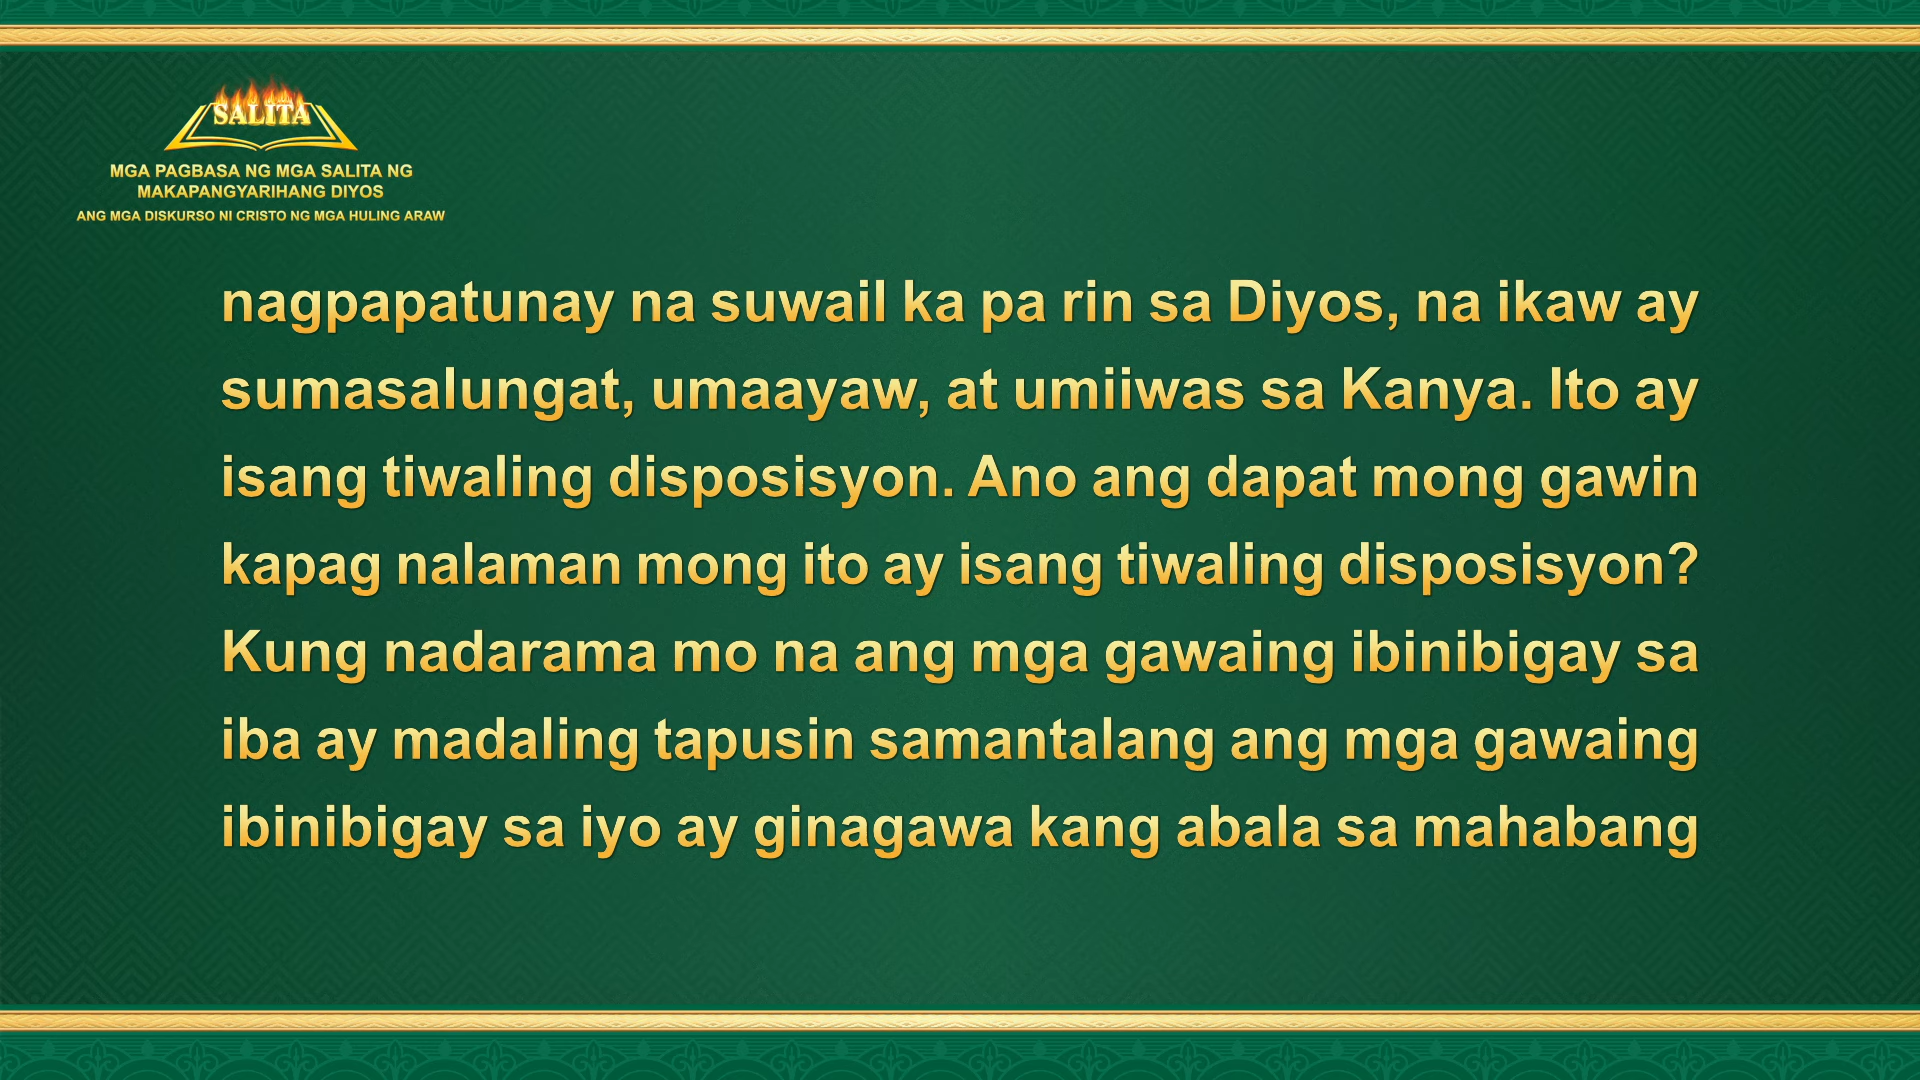 SALITA
MGA PAGBASA NG MGA SALITA NG
MAKAPANGYARIHANG DIYOS
ANG MGA DISKURSO NI CRISTO NG MGA HULING ARAW
nagpapatunay na suwail ka pa rin sa Diyos, na ikaw ay
sumasalungat, umaayaw, at umiiwas sa Kanya. Ito ay
isang tiwaling disposisyon. Ano ang dapat mong gawin
kapag nalaman mong ito ay isang tiwaling disposisyon?
Kung nadarama mo na ang mga gawaing ibinibigay sa
iba ay madaling tapusin samantalang ang mga gawaing
ibinibigay sa iyo ay ginagawa kang abala sa mahabang